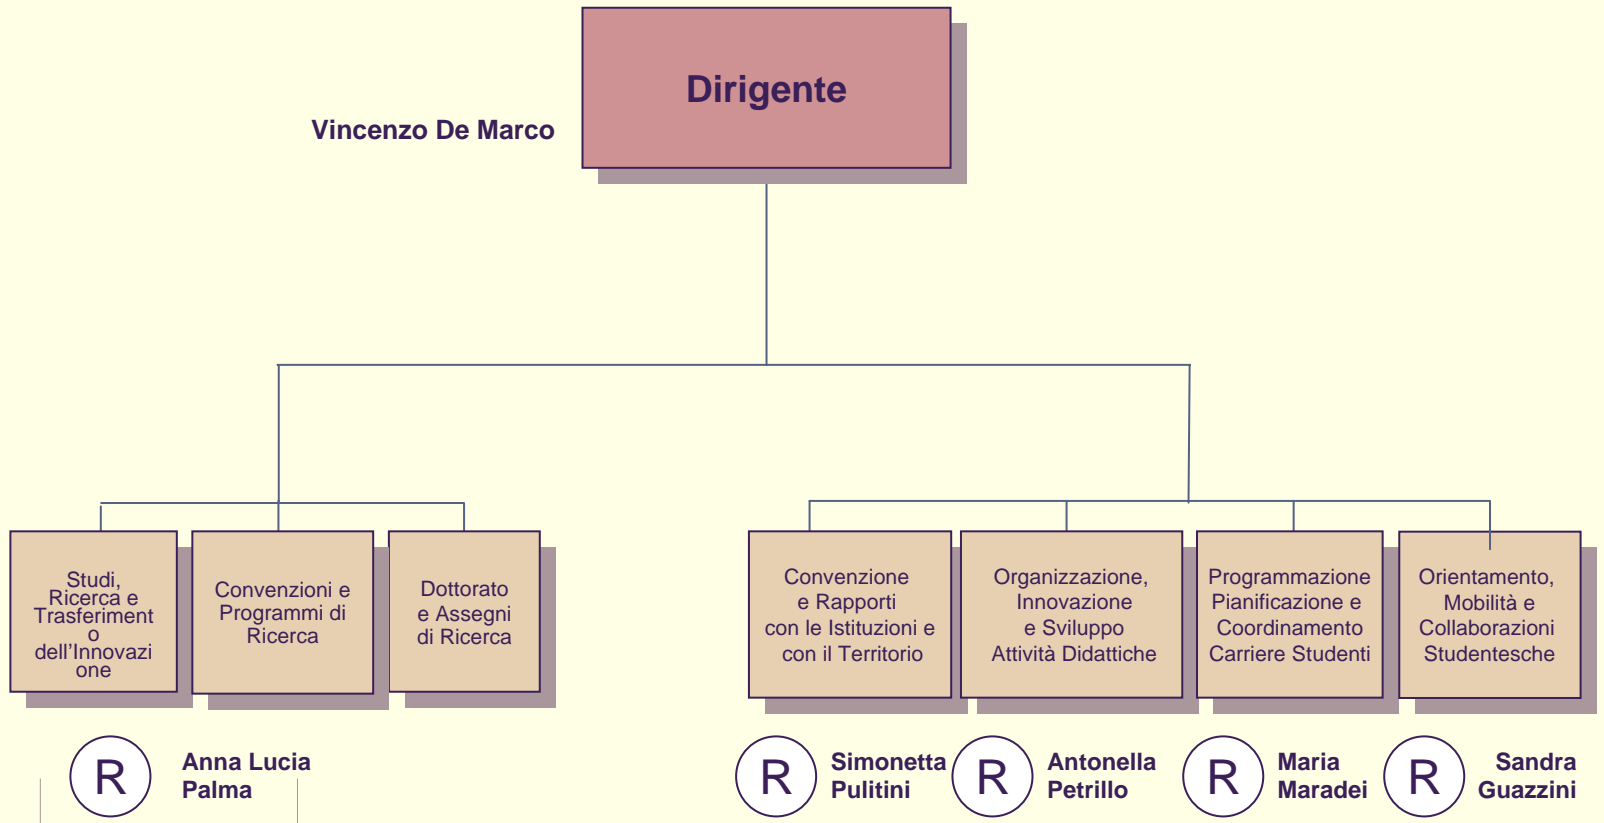 Dirigente
Vincenzo De Marco
Studi,
Ricerca e
Trasferiment
o
dell'Innovazi
one
Convenzioni e
Programmi di
Ricerca
Dottorato
e Assegni
di Ricerca
Convenzione
e Rapporti
con le Istituzioni e
con il Territorio
Organizzazione,
Innovazione
e Sviluppo
Attività Didattiche
Programmazione
Pianificazione e
Coordinamento
Carriere Studenti
Orientamento,
Mobilità e
Collaborazioni
Studentesche
R
Anna Lucia
Palma
R
Simonetta
Pulitini
R
Antonella
Petrillo
R
Maria
Maradei
R
Sandra
Guazzini